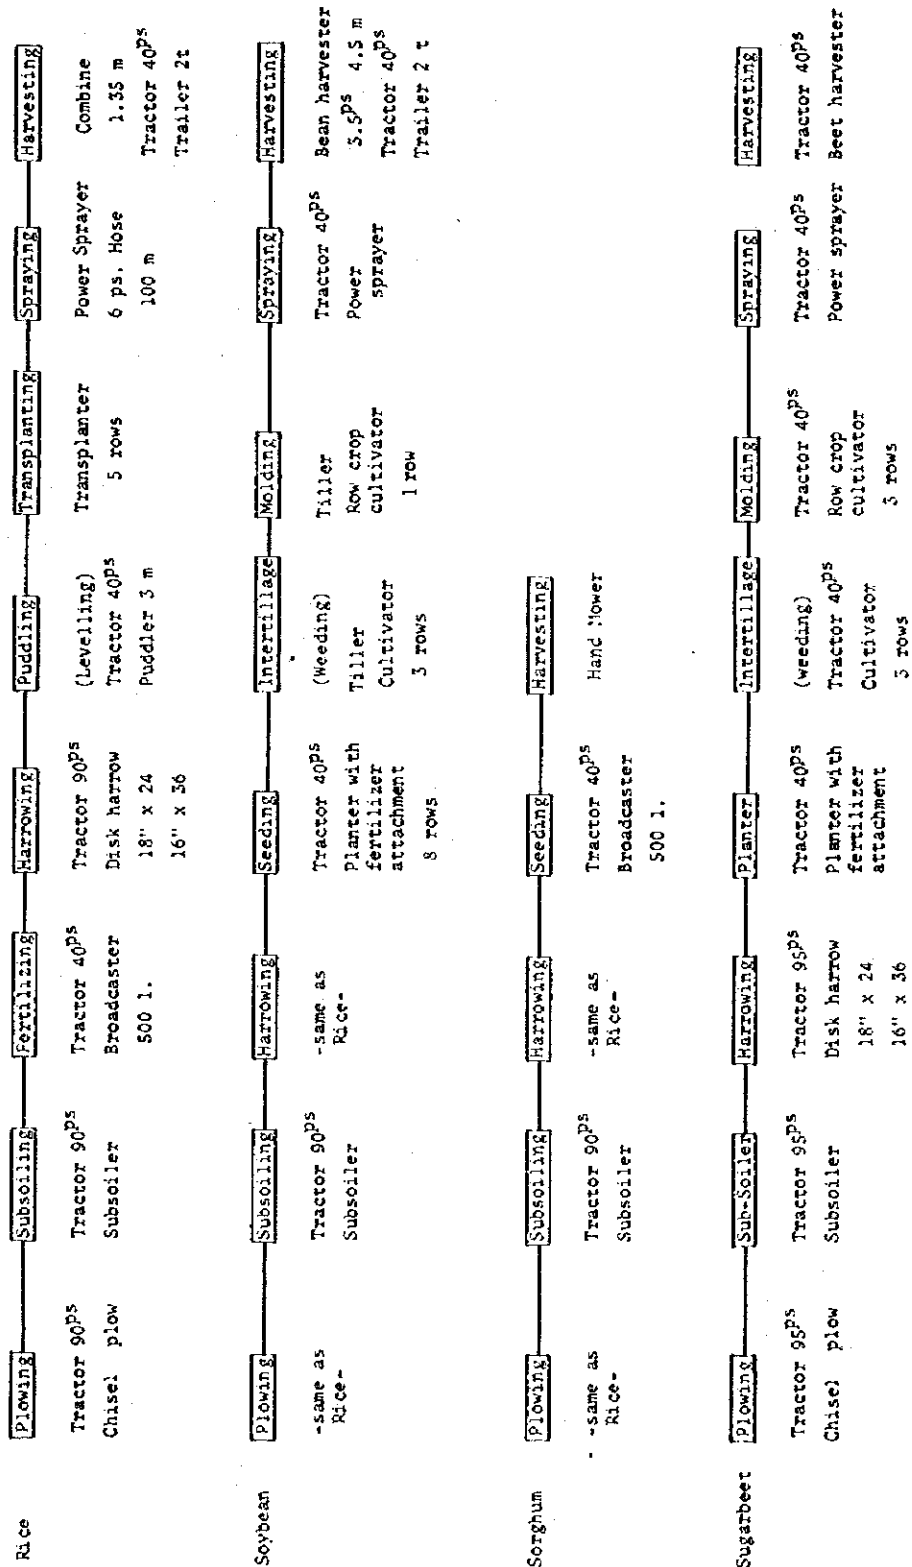 Rice
Plowing Subsoiling Fertilizing Harrowing Puddling Transplanting Spraying Harvesting
Tractor 90ps
Chisel plow
Tractor 90ps
Subsoiler
Tractor 40ps
Broadcaster
500 l.
Tractor 90ps
Disk harrow
18" x 24
16" x 36
(Levelling)
Tractor 40ps
Puddler 3 m
Transplanter
5 rows
Power Sprayer
6 ps. Hose
100 m
Combine
1.35 m
Tractor 40ps
Trailer 2t
Soybean
Plowing Subsoiling Harrowing Seeding Intertillage Molding Spraying Harvesting
-same as
Rice-
Tractor 90ps
Subsoiler
-same as
Rice-
Tractor 40ps
Planter with
fertilizer
attachment
8 rows
(Weeding)
Tiller
Cultivator
3 rows
Tiller
Row crop
cultivator
1 row
Tractor 40ps
Power
sprayer
Bean harvester
3.5ps 4.5 m
Tractor 40ps
Trailer 2 t
Sorghum
Plowing Subsoiling Harrowing Seeding Harvesting
- -same as
Rice-
Tractor 90ps
Subsoiler
-same as
Rice-
Tractor 40ps
Broadcaster
500 l.
Hand Mower
Sugarbeet
Plowing Sub-Soiler Harrowing Planter Intertillage Molding Spraying Harvesting
Tractor 95ps
Chisel plow
Tractor 95ps
Subsoiler
Tractor 95ps
Disk harrow
18" x 24
16" x 36
Tractor 40ps
Planter with
fertilizer
attachment
(weeding)
Tractor 40ps
Cultivator
3 rows
Tractor 40ps
Row crop
cultivator
3 rows
Tractor 40ps
Power sprayer
Tractor 40ps
Beet harvester